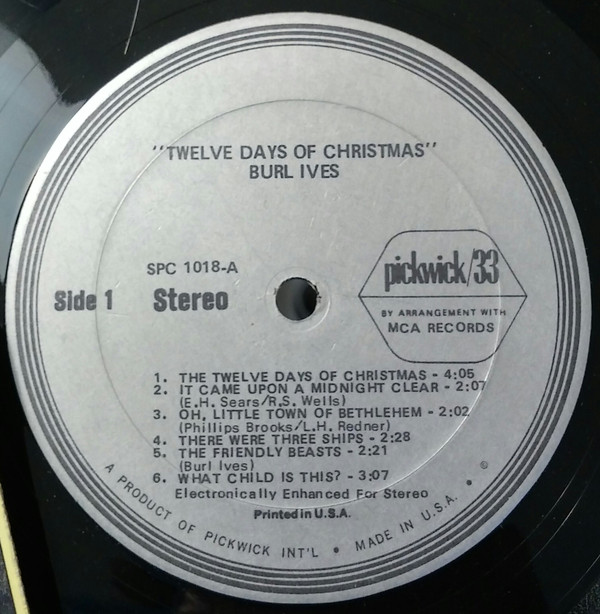 "TWELVE DAYS OF CHRISTMAS"
BURL IVES
SPC 1018-A
Side 1 Stereo
pickwick/33
BY ARRANGEMENT WITH
MCA RECORDS
1. THE TWELVE DAYS OF CHRISTMAS - 4:05
2. IT CAME UPON A MIDNIGHT CLEAR - 2:07
(E.H. Sears/R.S. Wells)
3. OH, LITTLE TOWN OF BETHLEHEM - 2:02
(Phillips Brooks/L.H. Redner)
4. THERE WERE THREE SHIPS - 2:28
5. THE FRIENDLY BEASTS - 2:21
(Burl Ives)
6. WHAT CHILD IS THIS? - 3:07
Electronically Enhanced For Stereo
Printed in U.S.A.
A PRODUCT OF PICKWICK INT'L • MADE IN U.S.A. •